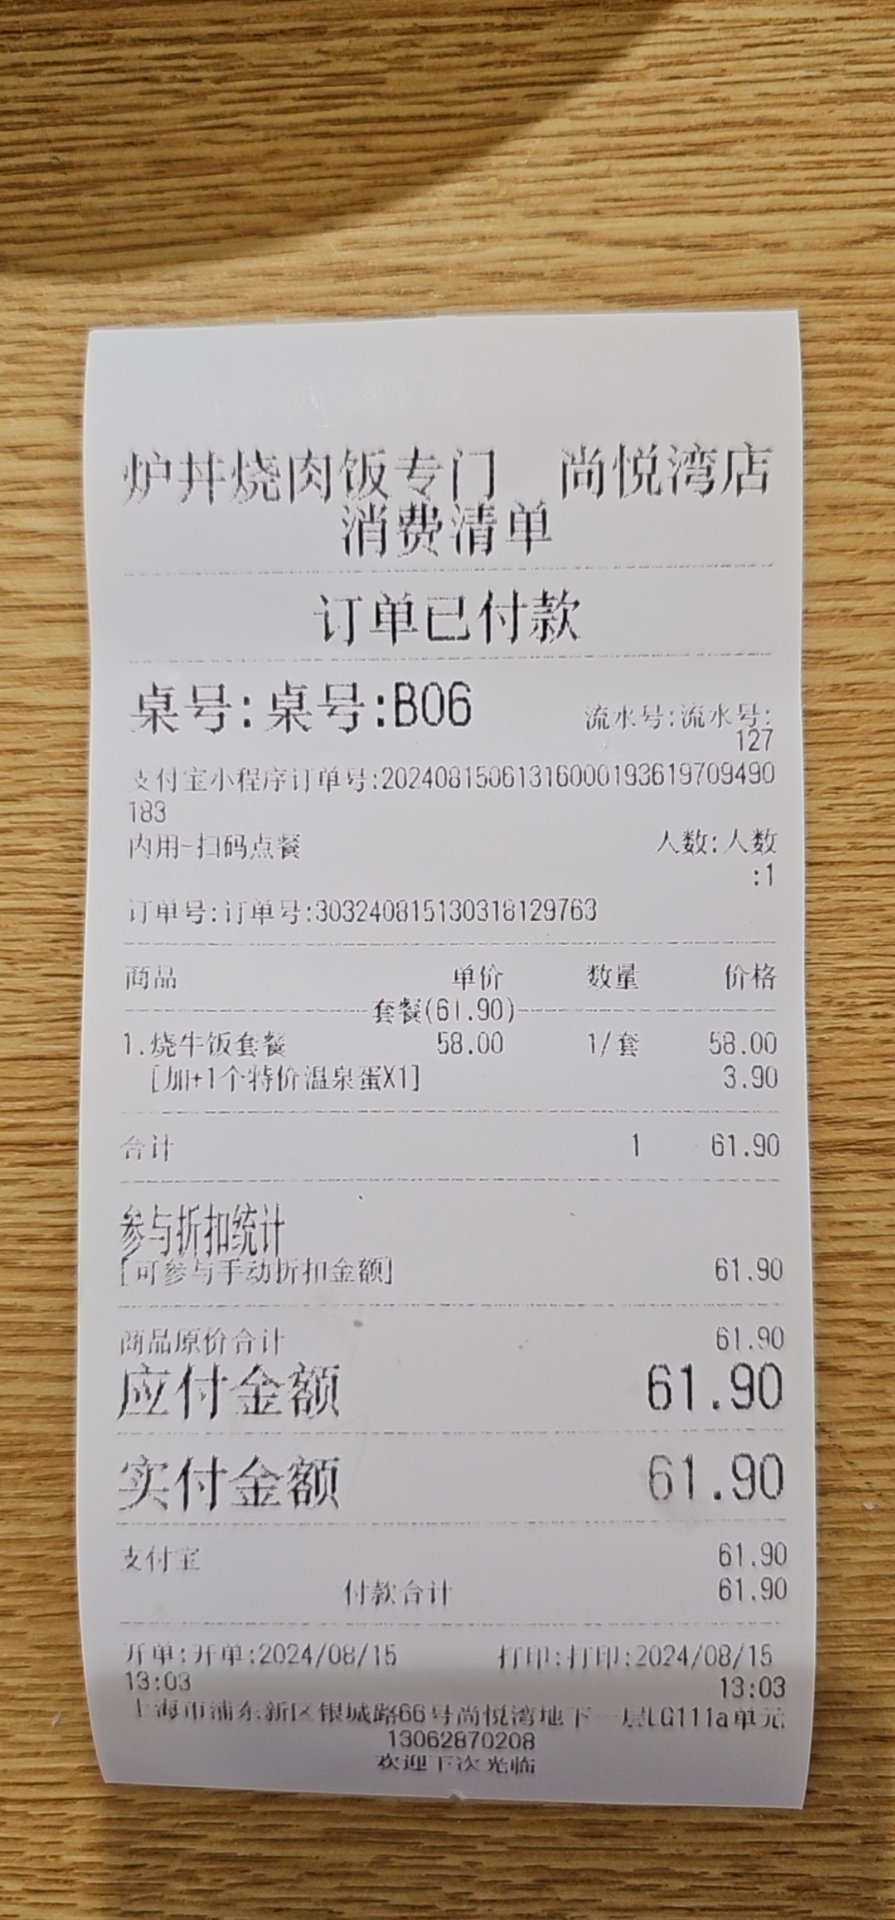 炉丼烧肉饭专门 尚悦湾店
消费清单
订单已付款
桌号:桌号:B06 流水号:流水号:
127
支付宝小程序订单号:2024081506131600019361970949​0
183
内用-扫码点餐 人数:人数
:1
订单号:订单号:303240815130318129763
商品 单价 数量 价格
套餐(61.90)
1.烧牛饭套餐 58.00 1/套 58.00
[加+1个特价温泉蛋X1] 3.90
合计 1 61.90
参与折扣统计
[可参与手动折扣金额] 61.90
商品原价合计 61.90
应付金额 61.90
实付金额 61.90
支付宝 61.90
付款合计 61.90
开单:开单:2024/08/15 打印:打印:2024/08/15
13:03 13:03
上海市浦东新区银城路66号尚悦湾地下一层LG111a单元
13062870208
欢迎下次光临